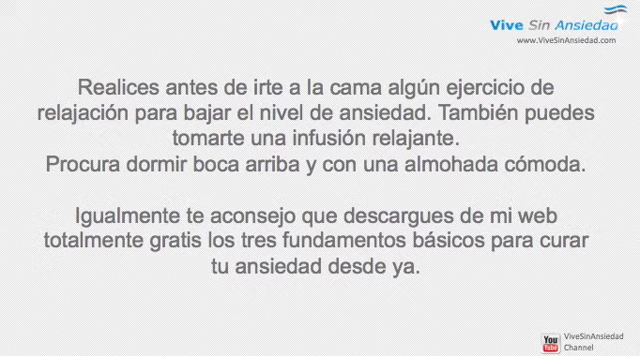 Vive Sin Ansiedad
www.ViveSinAnsiedad.com
Realices antes de irte a la cama algún ejercicio de
relajación para bajar el nivel de ansiedad. También puedes
tomarte una infusión relajante.
Procura dormir boca arriba y con una almohada cómoda.
Igualmente te aconsejo que descargues de mi web
totalmente gratis los tres fundamentos básicos para curar
tu ansiedad desde ya.
You
Tube
ViveSinAnsiedad
Channel